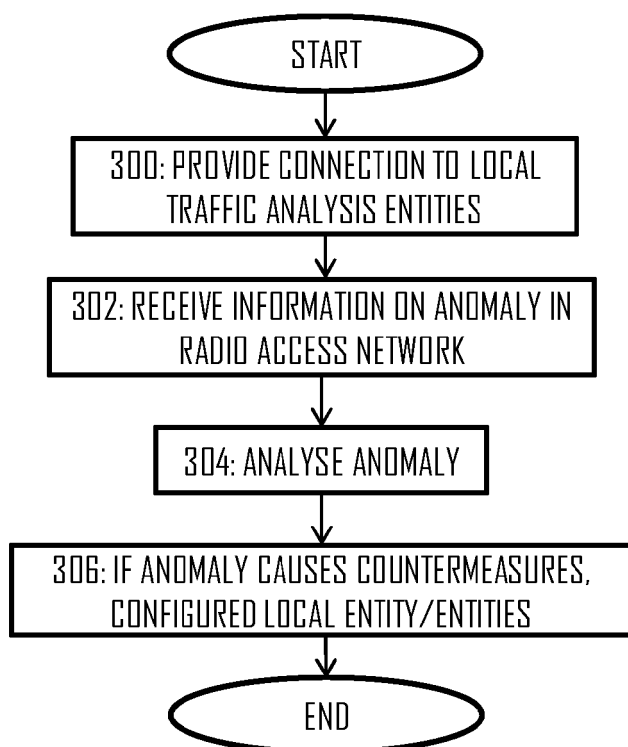 START
300: PROVIDE CONNECTION TO LOCAL
TRAFFIC ANALYSIS ENTITIES
302: RECEIVE INFORMATION ON ANOMALY IN
RADIO ACCESS NETWORK
304: ANALYSE ANOMALY
306: IF ANOMALY CAUSES COUNTERMEASURES,
CONFIGURED LOCAL ENTITY/ENTITIES
END